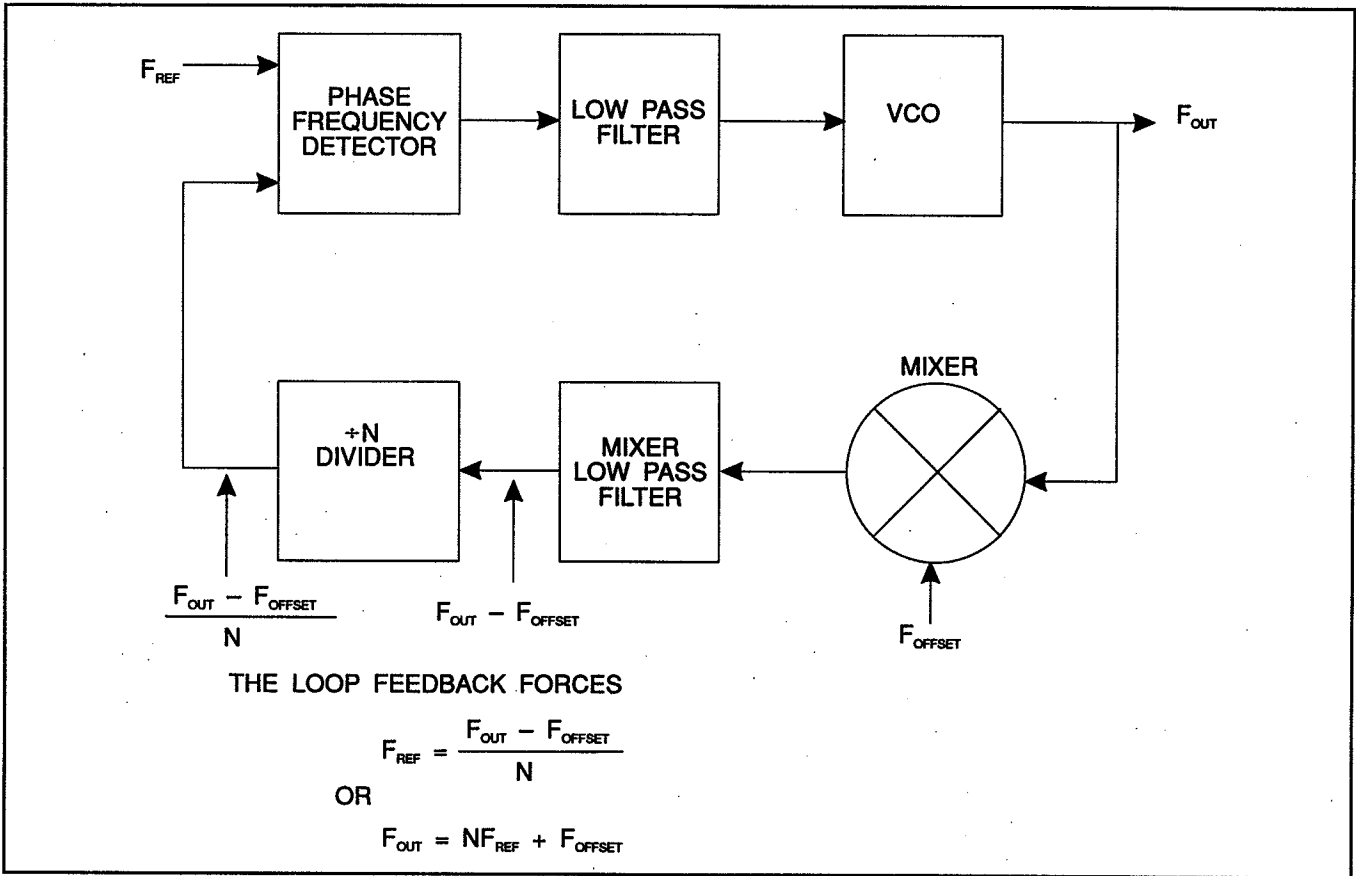 F_REF
PHASE
FREQUENCY
DETECTOR
LOW PASS
FILTER
VCO
F_OUT
MIXER
÷N
DIVIDER
MIXER
LOW PASS
FILTER
F_OUT − F_OFFSET
N
F_OUT − F_OFFSET
F_OFFSET
THE LOOP FEEDBACK FORCES
F_REF = F_OUT − F_OFFSET
N
OR
F_OUT = NF_REF + F_OFFSET